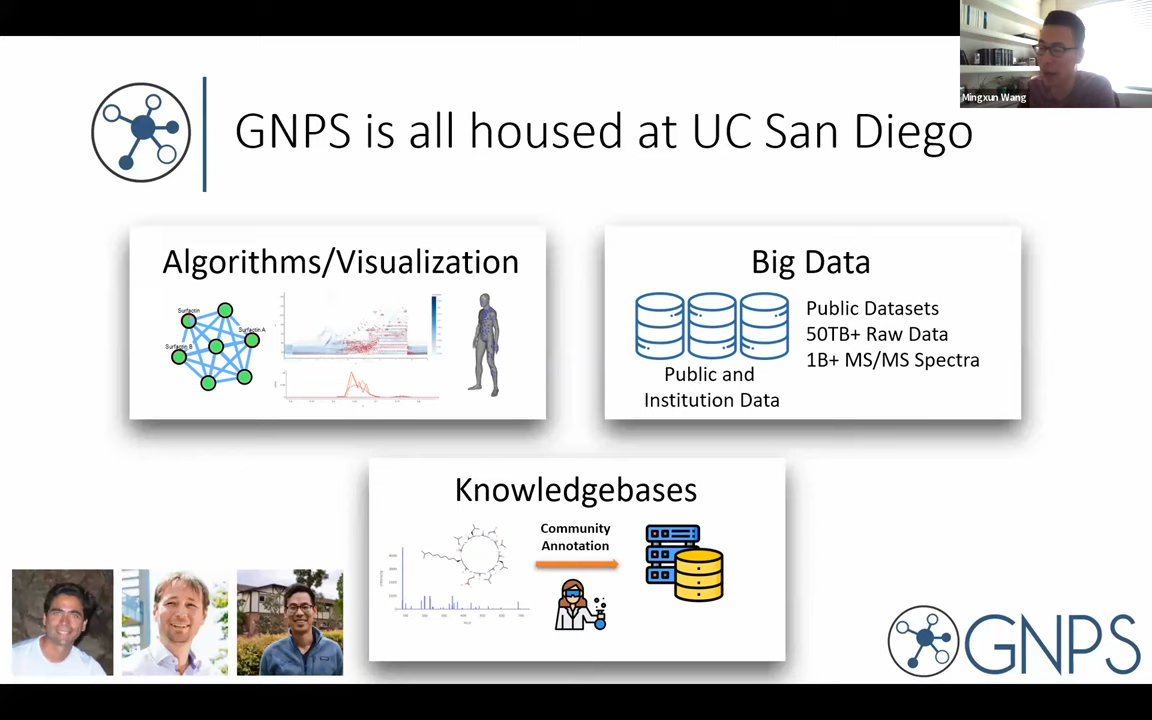 Mingxun Wang
GNPS is all housed at UC San Diego
Algorithms/Visualization
Surfactin
Surfactin A
Surfactin B
Big Data
Public Datasets
50TB+ Raw Data
1B+ MS/MS Spectra
Public and
Institution Data
Knowledgebases
Community
Annotation
GNPS